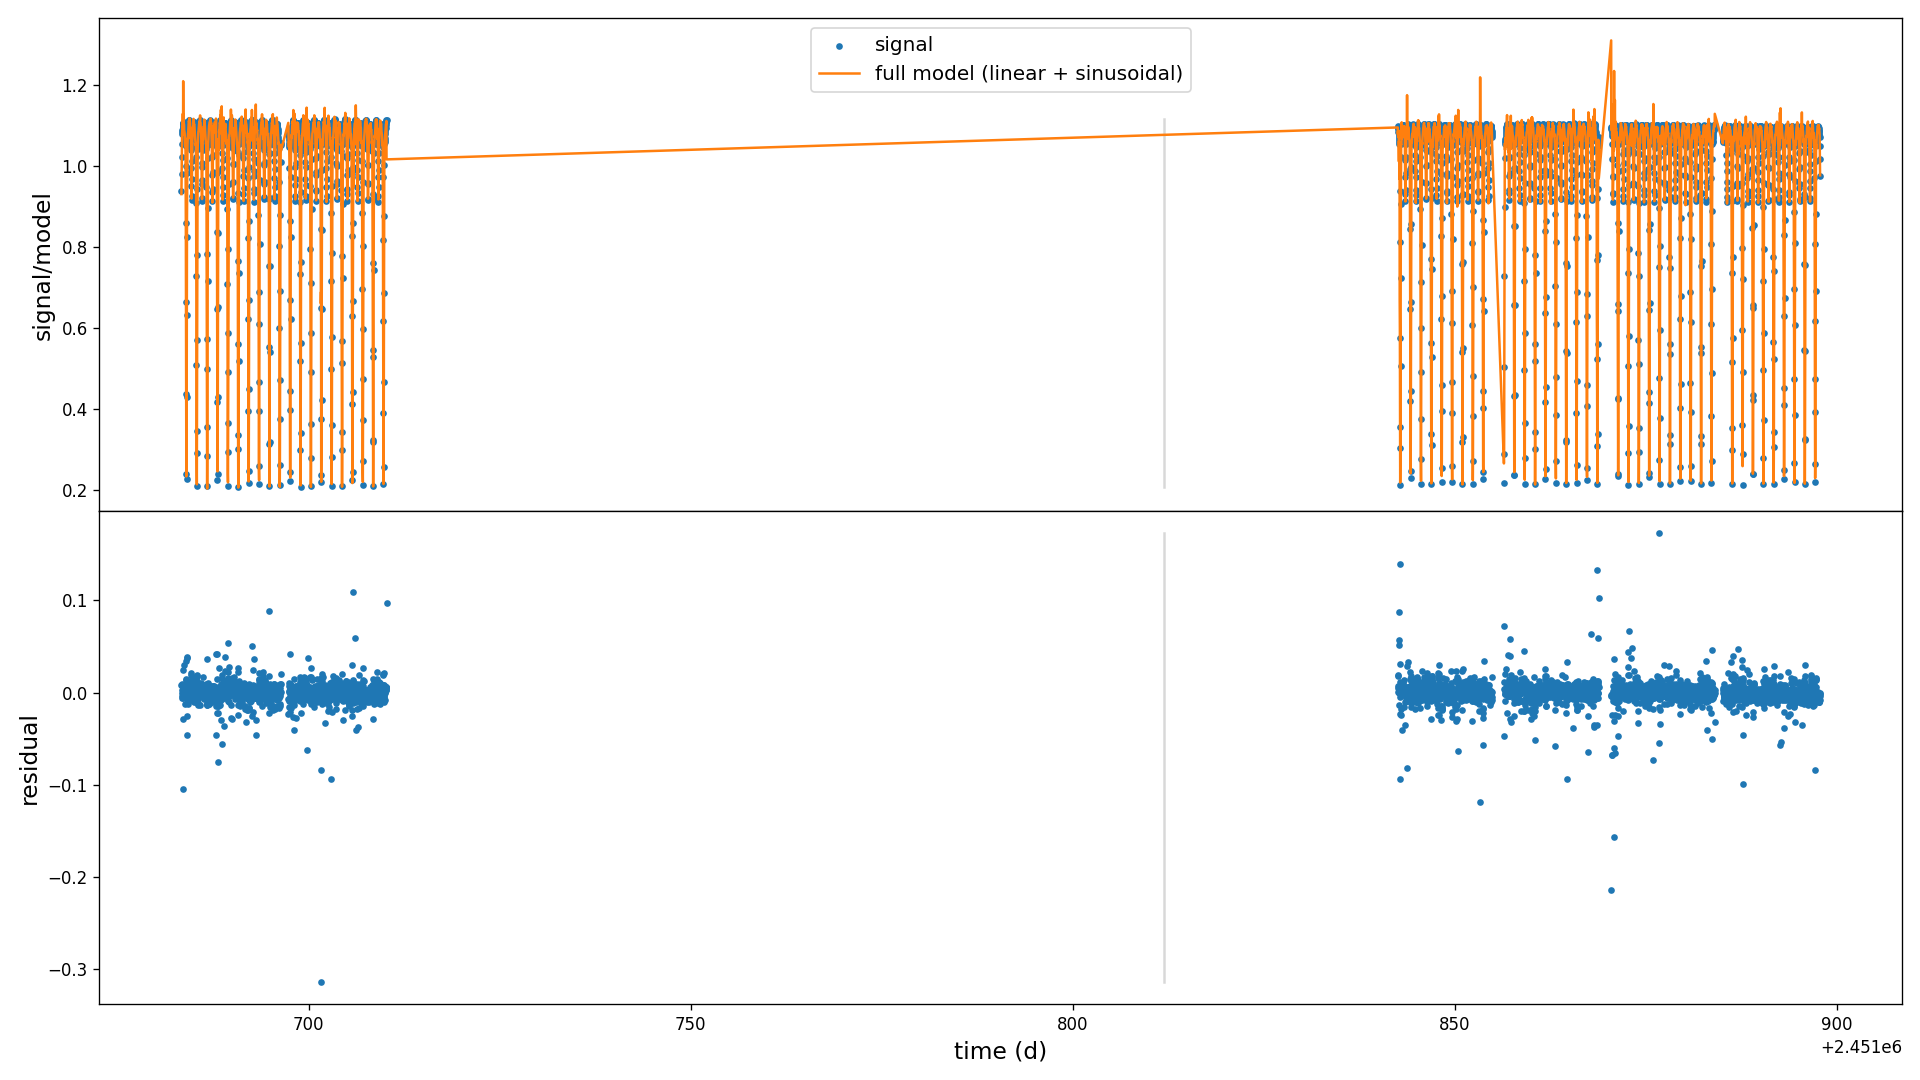 signal
full model (linear + sinusoidal)
signal/model
1.2
1.0
0.8
0.6
0.4
0.2
residual
0.1
0.0
−0.1
−0.2
−0.3
700
750
800
850
900
time (d)
+2.451e6